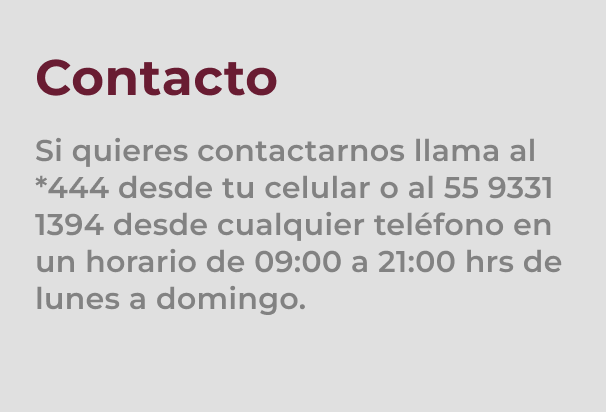 Contacto
Si quieres contactarnos llama al
*444 desde tu celular o al 55 9331
1394 desde cualquier teléfono en
un horario de 09:00 a 21:00 hrs de
lunes a domingo.